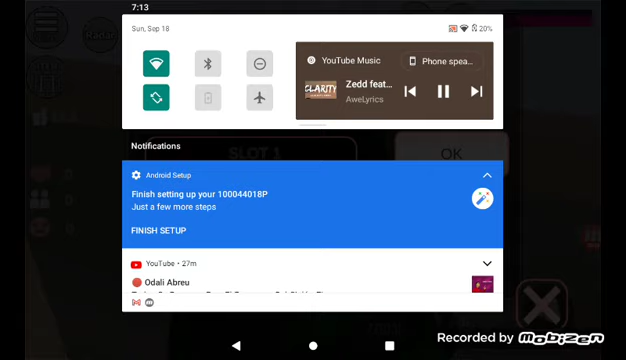 7:13
Sun, Sep 18
20%
YouTube Music
Phone spea...
Zedd feat...
AweLyrics
CLARITY
Radar
Notifications
SLOT 1
OK
Android Setup
Finish setting up your 100044018P
Just a few more steps
FINISH SETUP
YouTube • 27m
Odali Abreu
Recorded by mobizen